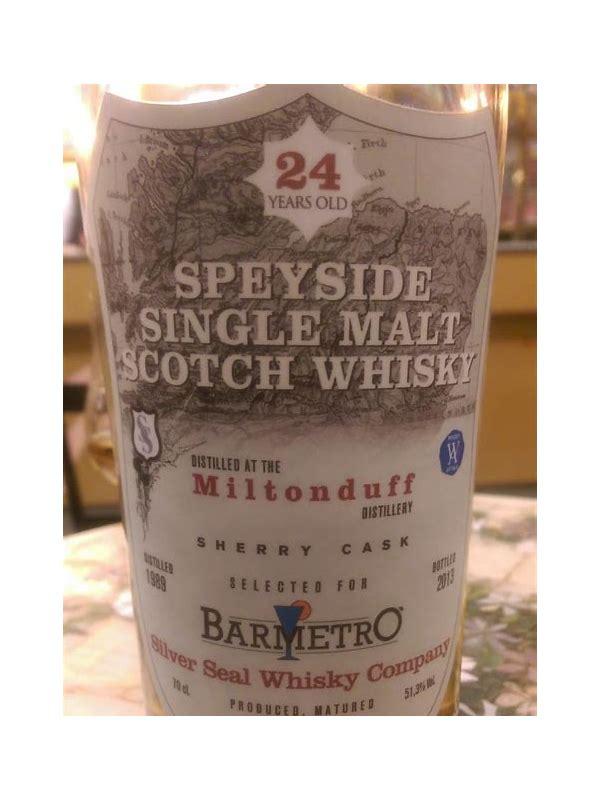 24
YEARS OLD
SPEYSIDE
SINGLE MALT
SCOTCH WHISKY
DISTILLED AT THE
Miltonduff
DISTILLERY
SHERRY CASK
DISTILLED
1989
BOTTLED
2013
SELECTED FOR
BARMETRO
Silver Seal Whisky Company
70 cl.
51,3% Vol.
PRODUCED, MATURED